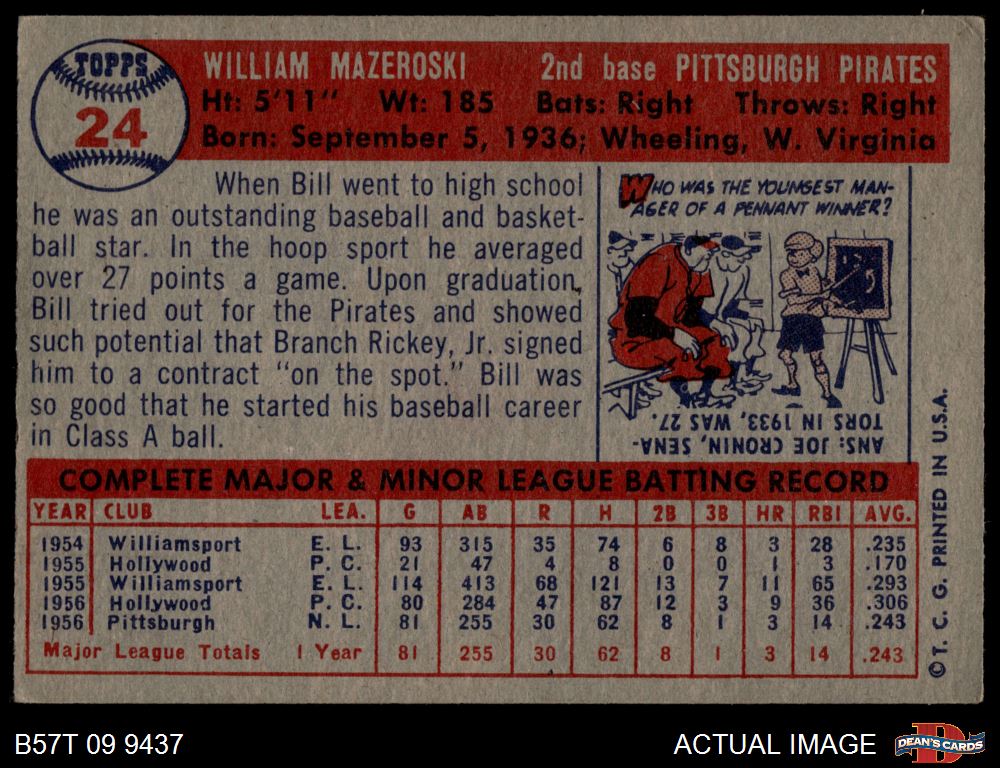 TOPPS
24
WILLIAM MAZEROSKI 2nd base PITTSBURGH PIRATES
Ht: 5'11" Wt: 185 Bats: Right Throws: Right
Born: September 5, 1936; Wheeling, W. Virginia
When Bill went to high school
he was an outstanding baseball and basket-
ball star. In the hoop sport he averaged
over 27 points a game. Upon graduation,
Bill tried out for the Pirates and showed
such potential that Branch Rickey, Jr. signed
him to a contract "on the spot." Bill was
so good that he started his baseball career
in Class A ball.
WHO WAS THE YOUNGEST MAN-
AGER OF A PENNANT WINNER?
ANS: JOE CRONIN, SENA-
TORS IN 1933, WAS 27.
COMPLETE MAJOR & MINOR LEAGUE BATTING RECORD
YEAR CLUB LEA. G AB R H 2B 3B HR RBI AVG.
1954 Williamsport E. L. 93 315 35 74 6 8 3 28 .235
1955 Hollywood P. C. 21 47 4 8 0 0 1 3 .170
1955 Williamsport E. L. 114 413 68 121 13 7 11 65 .293
1956 Hollywood P. C. 80 284 47 87 12 3 9 36 .306
1956 Pittsburgh N. L. 81 255 30 62 8 1 3 14 .243
Major League Totals 1 Year 81 255 30 62 8 1 3 14 .243
© T. C. G. PRINTED IN U.S.A.
B57T 09 9437
ACTUAL IMAGE
D
DEAN'S CARDS